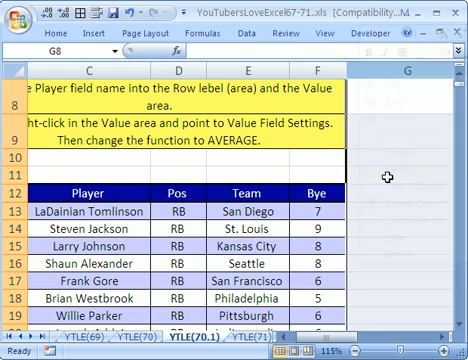 YouTubersLoveExcel67-71.xls [Compatibility...
Home Insert Page Layout Formulas Data Review View Developer
G8 fx
C D E F G
8 e Player field name into the Row lebel (area) and the Value
area.
9 ht-click in the Value area and point to Value Field Settings.
Then change the function to AVERAGE.
10
11
12 Player Pos Team Bye
13 LaDainian Tomlinson RB San Diego 7
14 Steven Jackson RB St. Louis 9
15 Larry Johnson RB Kansas City 8
16 Shaun Alexander RB Seattle 8
17 Frank Gore RB San Francisco 6
18 Brian Westbrook RB Philadelphia 5
19 Willie Parker RB Pittsburgh 6
YTLE(69) YTLE(70) YTLE(70.1) YTLE(71)
Ready 115%